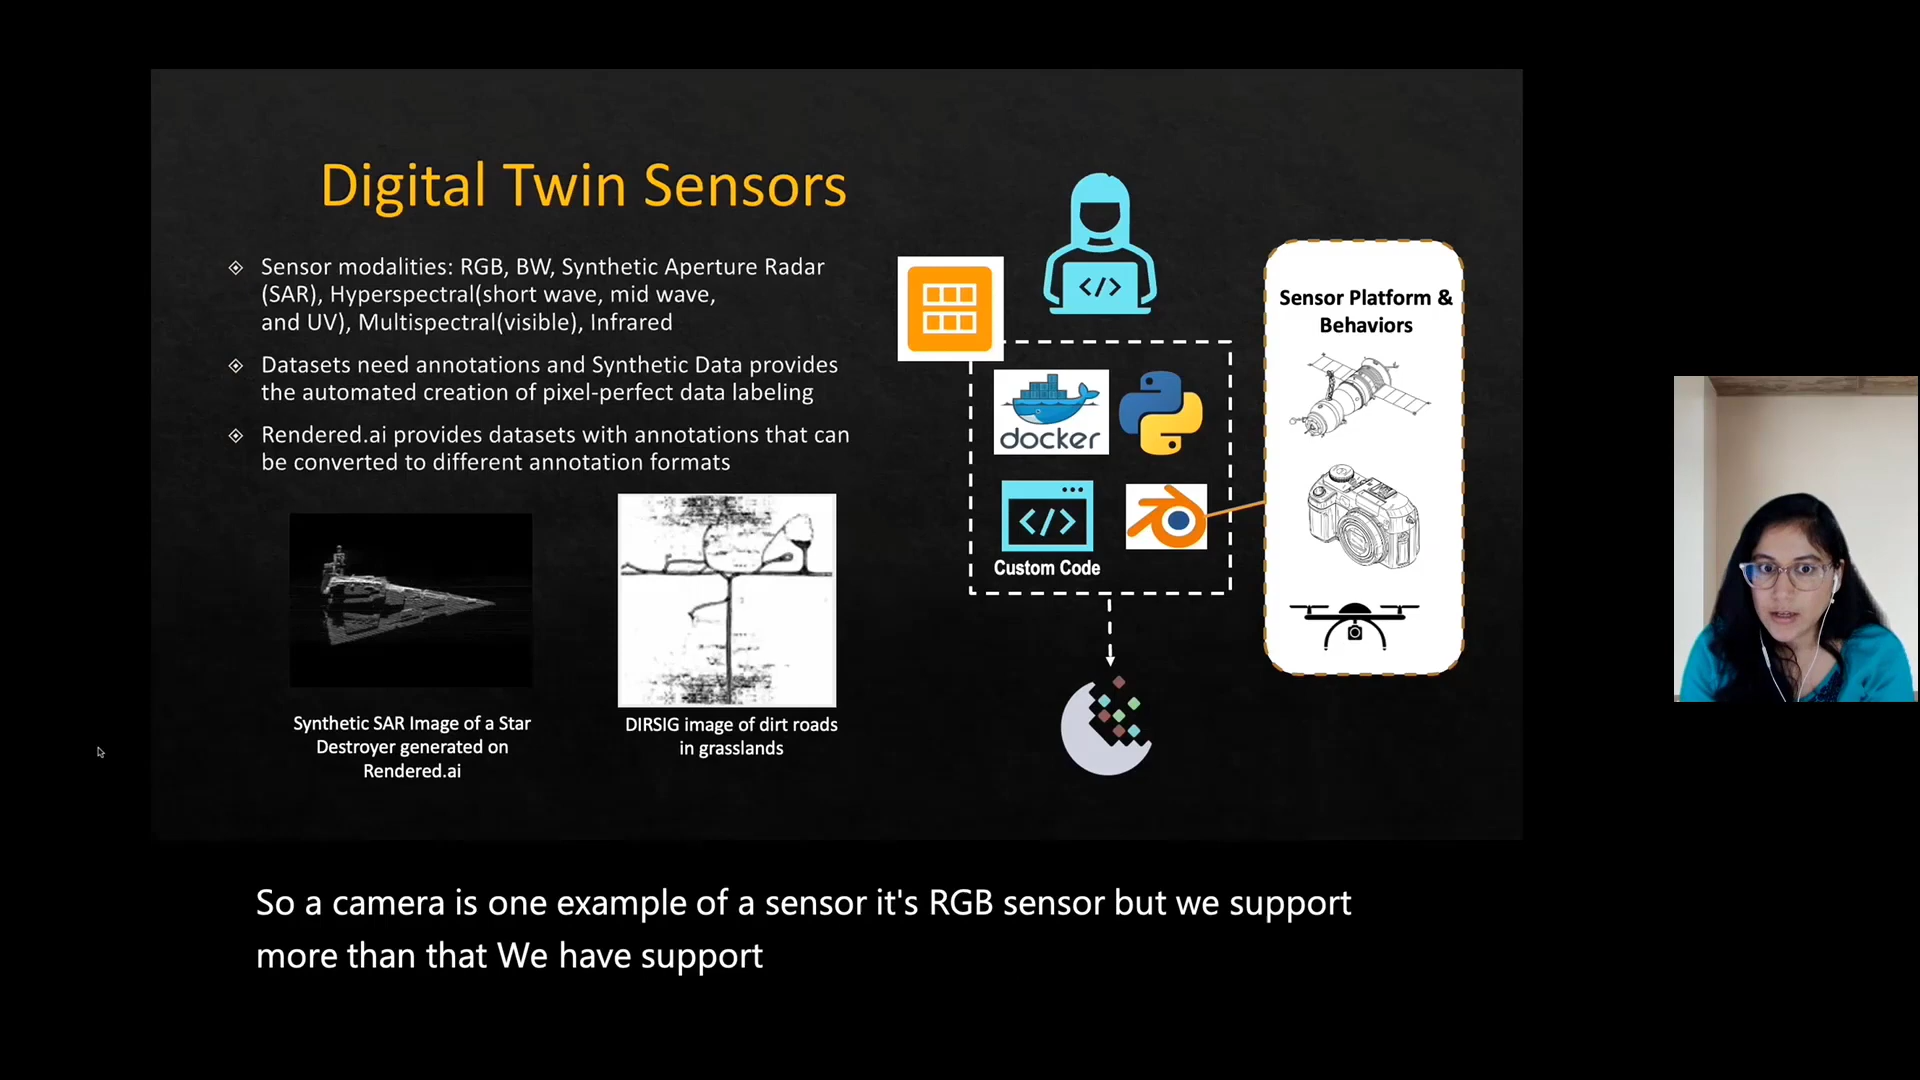 Digital Twin Sensors
Sensor modalities: RGB, BW, Synthetic Aperture Radar
(SAR), Hyperspectral(short wave, mid wave,
and UV), Multispectral(visible), Infrared
Datasets need annotations and Synthetic Data provides
the automated creation of pixel-perfect data labeling
Rendered.ai provides datasets with annotations that can
be converted to different annotation formats
Synthetic SAR Image of a Star
Destroyer generated on
Rendered.ai
DIRSIG image of dirt roads
in grasslands
</>
docker
</>
Custom Code
Sensor Platform &
Behaviors
So a camera is one example of a sensor it's RGB sensor but we support
more than that We have support